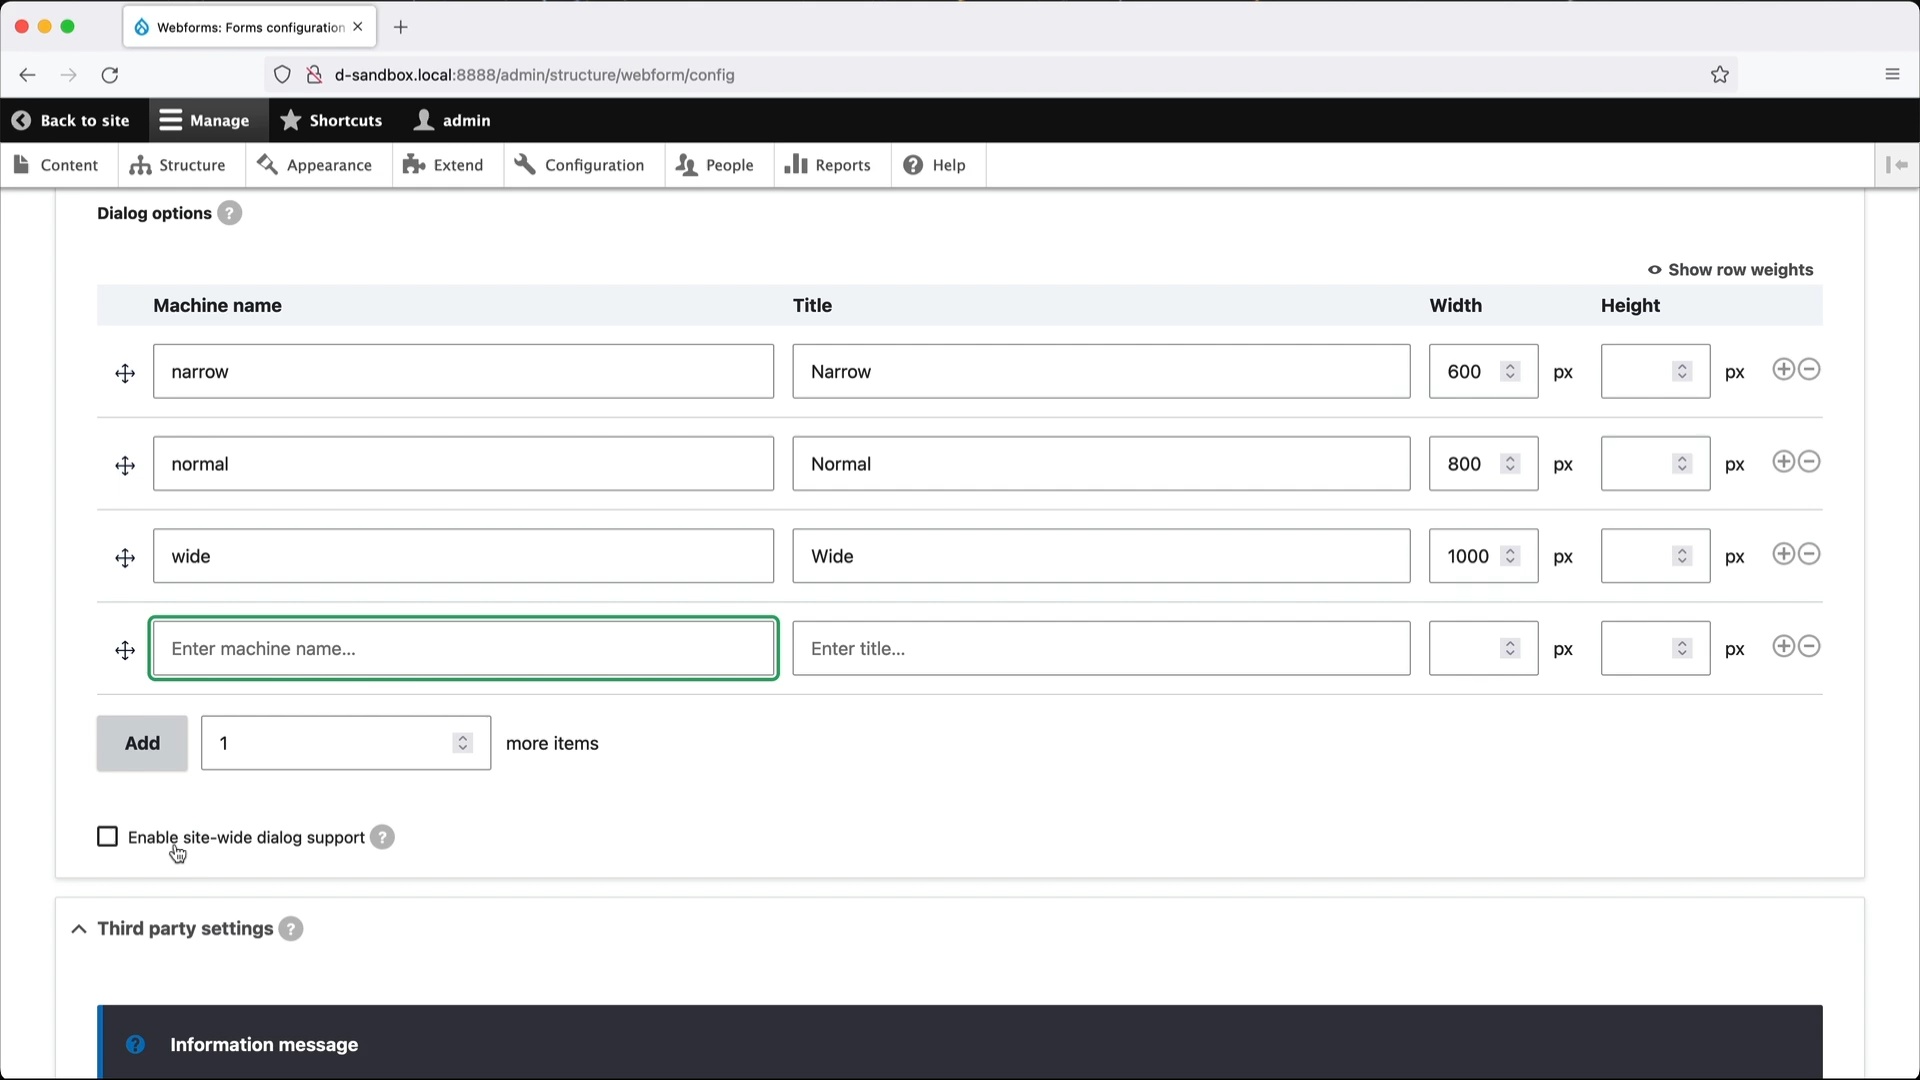 Webforms: Forms configuration
d-sandbox.local:8888/admin/structure/webform/config
Back to site Manage Shortcuts admin
Content Structure Appearance Extend Configuration People Reports Help
Dialog options ?
Show row weights
Machine name Title Width Height
narrow Narrow 600 px px
normal Normal 800 px px
wide Wide 1000 px px
Enter machine name... Enter title... px px
Add 1 more items
Enable site-wide dialog support ?
Third party settings ?
? Information message